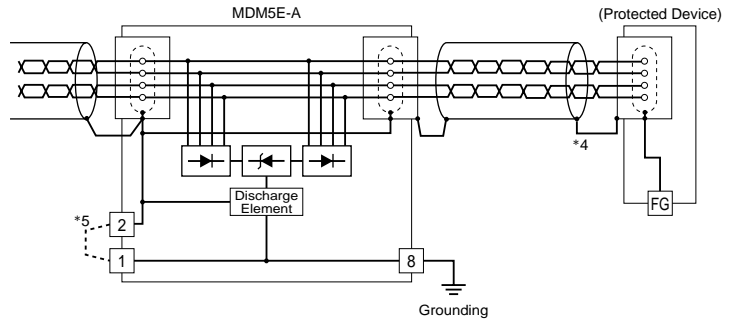 MDM5E-A
(Protected Device)
*4
Discharge
Element
FG
*5
2
1
8
Grounding